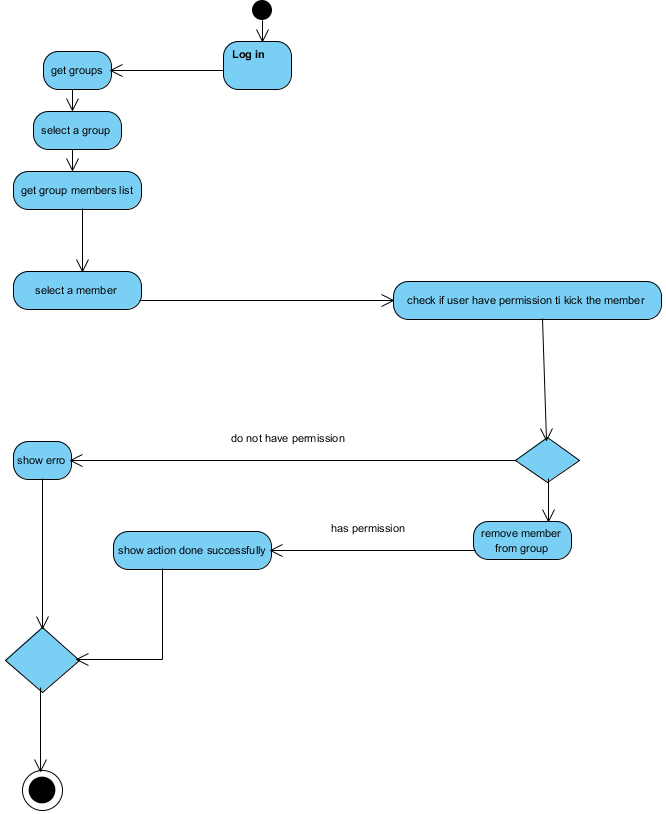 Log in
get groups
select a group
get group members list
select a member
check if user have permission ti kick the member
do not have permission
show erro
has permission
remove member
from group
show action done successfully